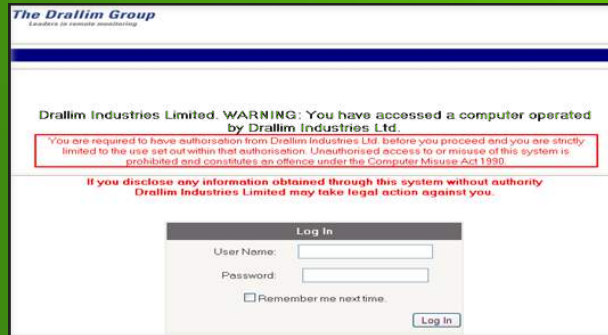 The Drallim Group
Leaders in remote monitoring
Drallim Industries Limited. WARNING: You have accessed a computer operated
by Drallim Industries Ltd.
You are required to have authorsation from Drallim Industries Ltd. before you proceed and you are strictly
limited to the use set out within that authorisation. Unauthorised access to or misuse of this system is
prohibited and constitutes an offence under the Computer Misuse Act 1990.
If you disclose any information obtained through this system without authority
Drallim Industries Limited may take legal action against you.
Log In
User Name:
Password:
Remember me next time.
Log In